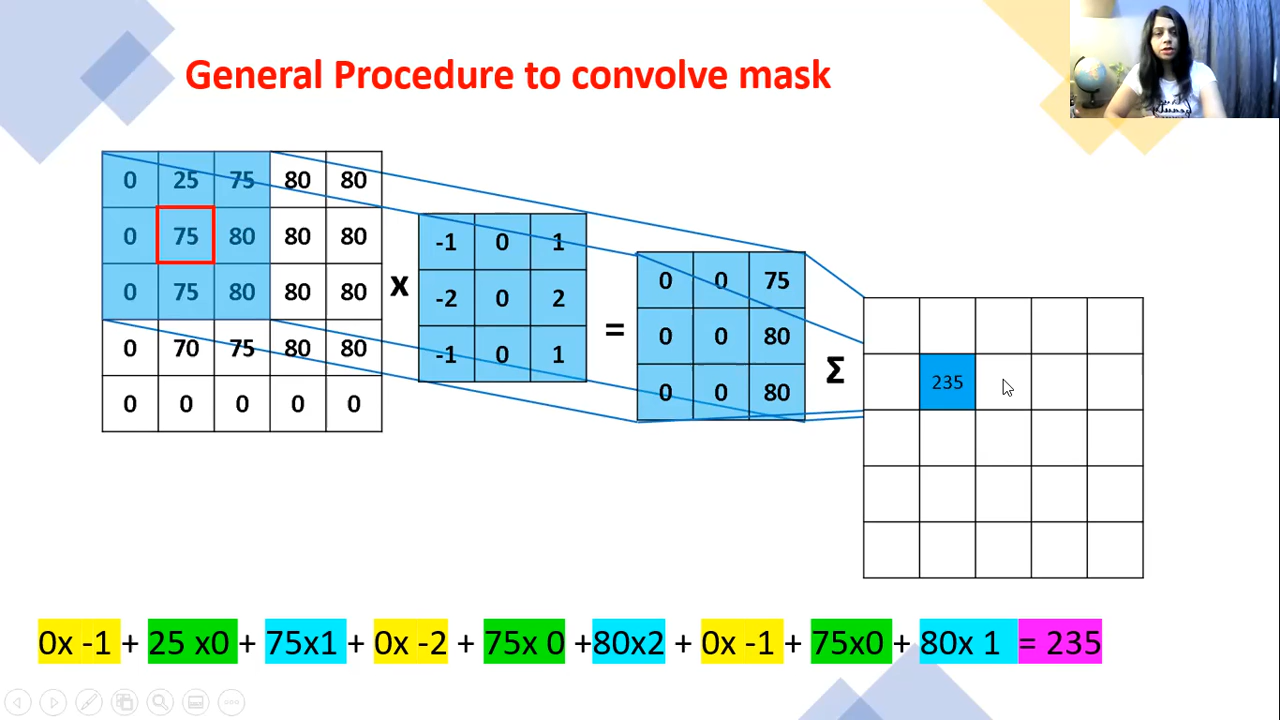 General Procedure to convolve mask
0 25 75 80 80
0 75 80 80 80
0 75 80 80 80
0 70 75 80 80
0 0 0 0 0
x
-1 0 1
-2 0 2
-1 0 1
=
0 0 75
0 0 80
0 0 80
Σ
235
0x -1 + 25 x0 + 75x1 + 0x -2 + 75x 0 +80x2 + 0x -1 + 75x0 + 80x 1 = 235